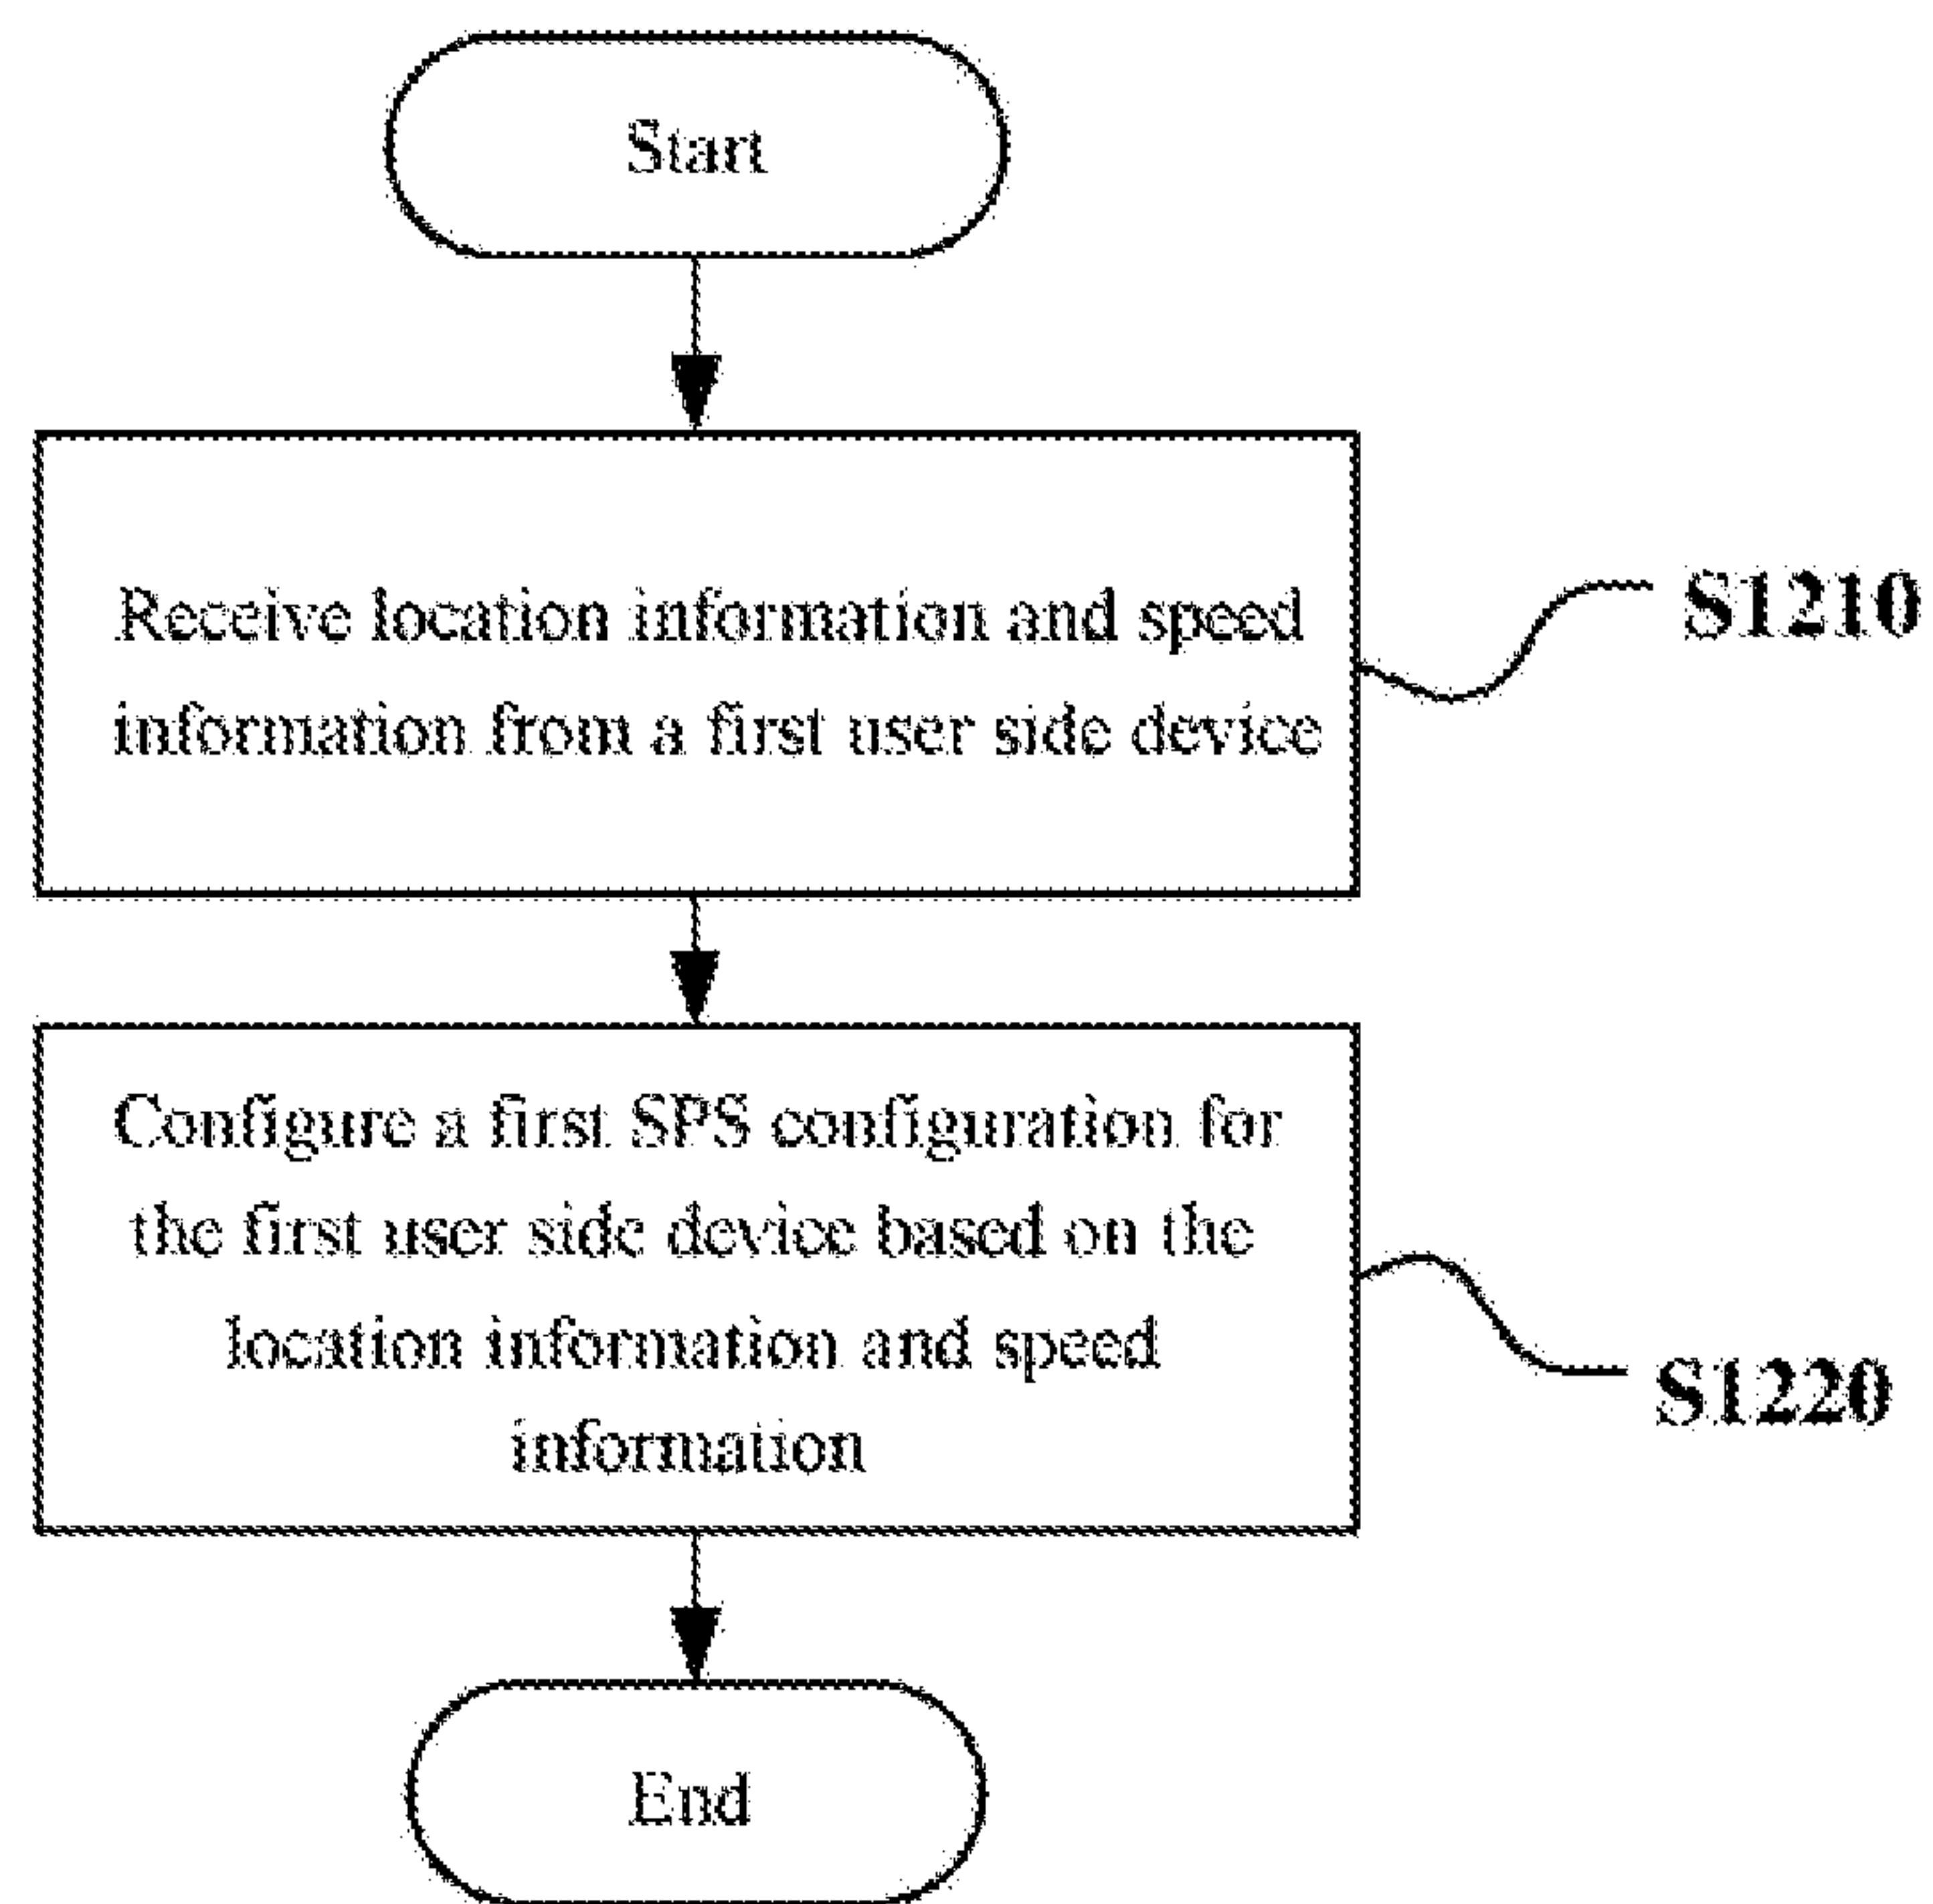 Start
Receive location information and speed
information from a first user side device
S1210
Configure a first SPS configuration for
the first user side device based on the
location information and speed
information
S1220
End